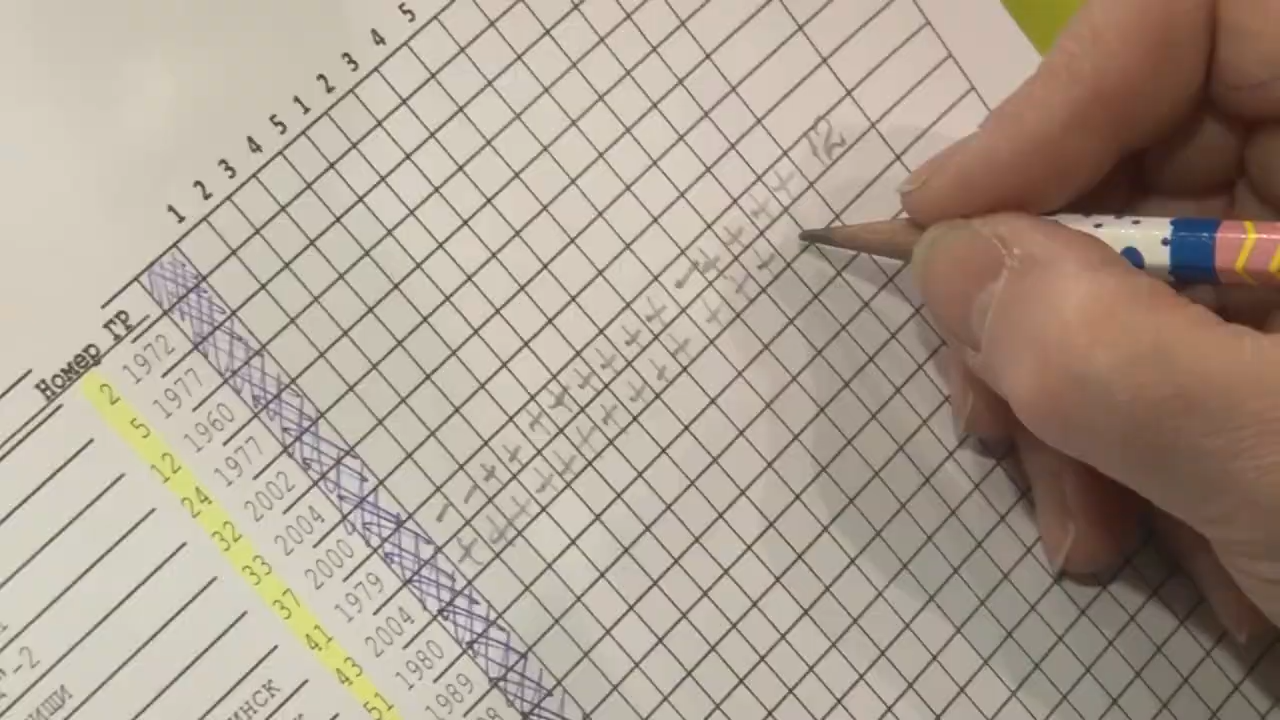 1 2 3 4 5 1 2 3 4 5
Номер ГР
2 1972
5 1977
12 1960
24 1977
32 2002
33 2004
37 2000
41 1979 - - + + + + + + + + - + + + + 12
43 2004 + + + + + + + + + + + + +
51 1980
1989
-2
ИШИ
ИНСК